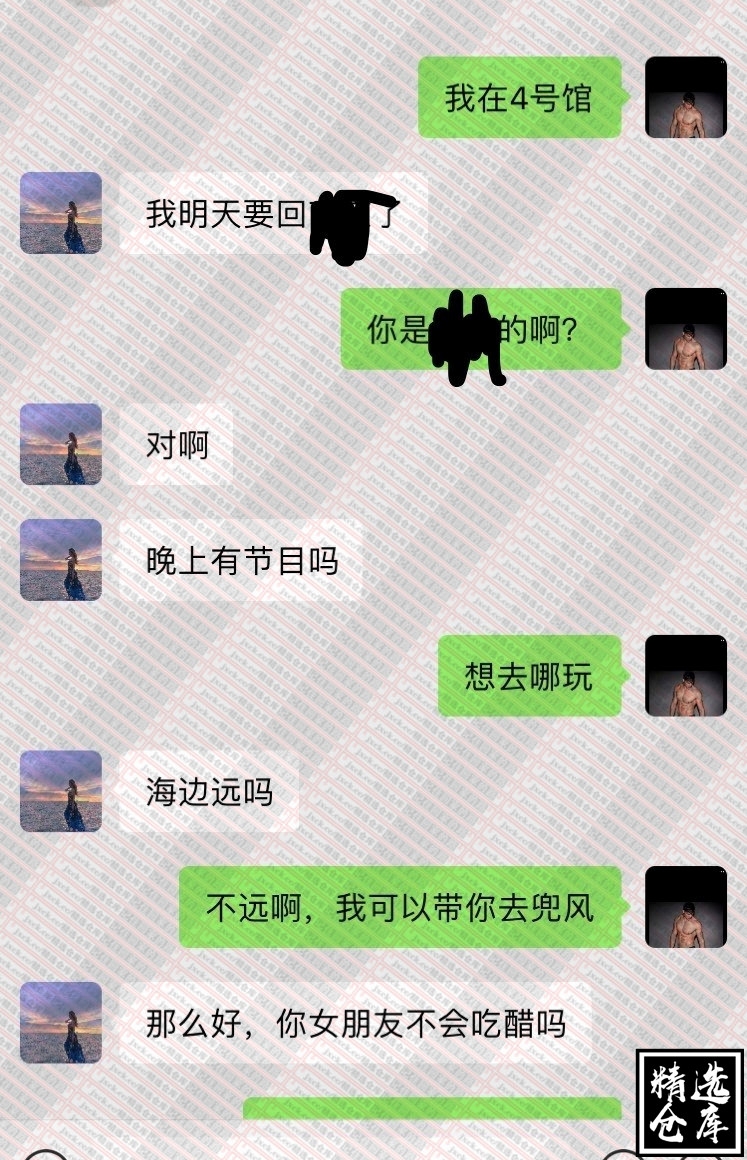 我在4号馆
我明天要回 了
你是 的啊?
对啊
晚上有节目吗
想去哪玩
海边远吗
不远啊，我可以带你去兜风
那么好，你女朋友不会吃醋吗
精选
仓库